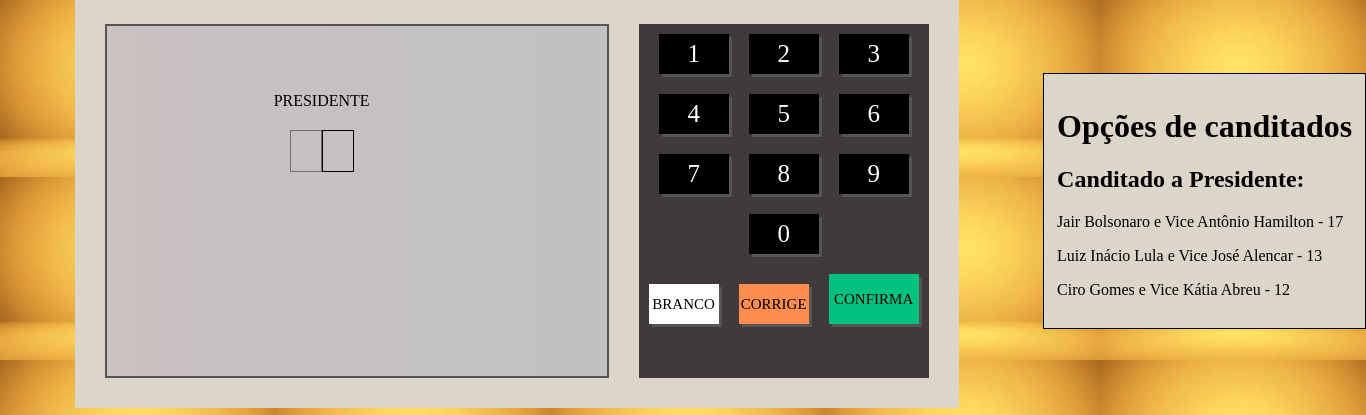 PRESIDENTE
1 2 3
4 5 6
7 8 9
0
BRANCO CORRIGE CONFIRMA
Opções de canditados
Canditado a Presidente:
Jair Bolsonaro e Vice Antônio Hamilton - 17
Luiz Inácio Lula e Vice José Alencar - 13
Ciro Gomes e Vice Kátia Abreu - 12